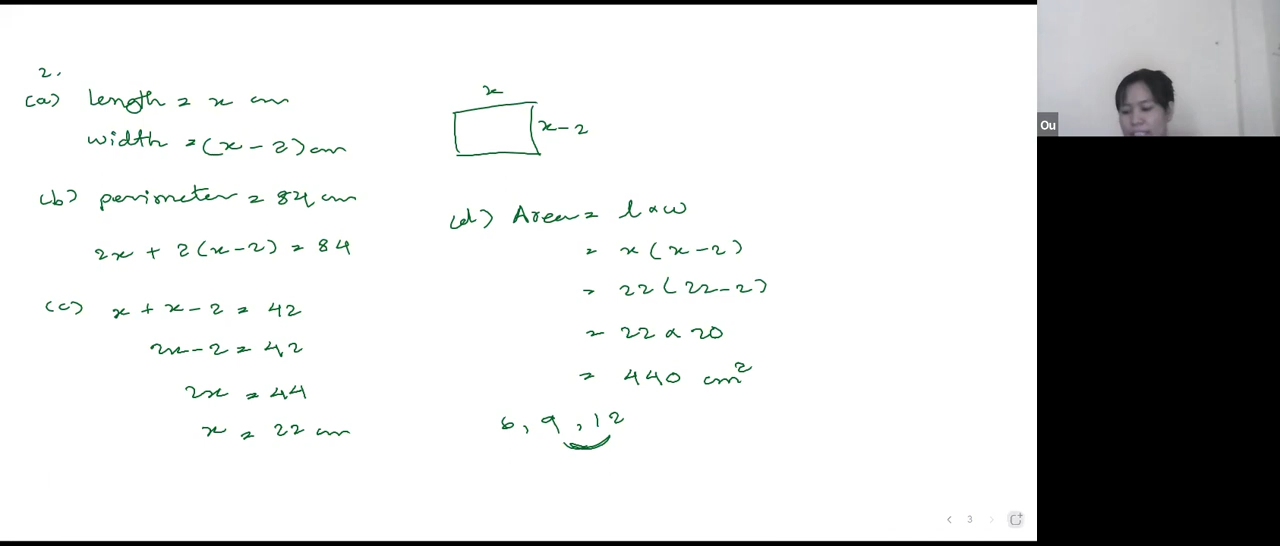 2.
(a) length = x cm
width = (x - 2) cm
x
x - 2
(b) perimeter = 84 cm
2x + 2(x - 2) = 84
(c) x + x - 2 = 42
2x - 2 = 42
2x = 44
x = 22 cm
(d) Area = l × w
= x(x - 2)
= 22(22 - 2)
= 22 × 20
= 440 cm²
6, 9, 12
3
Ou